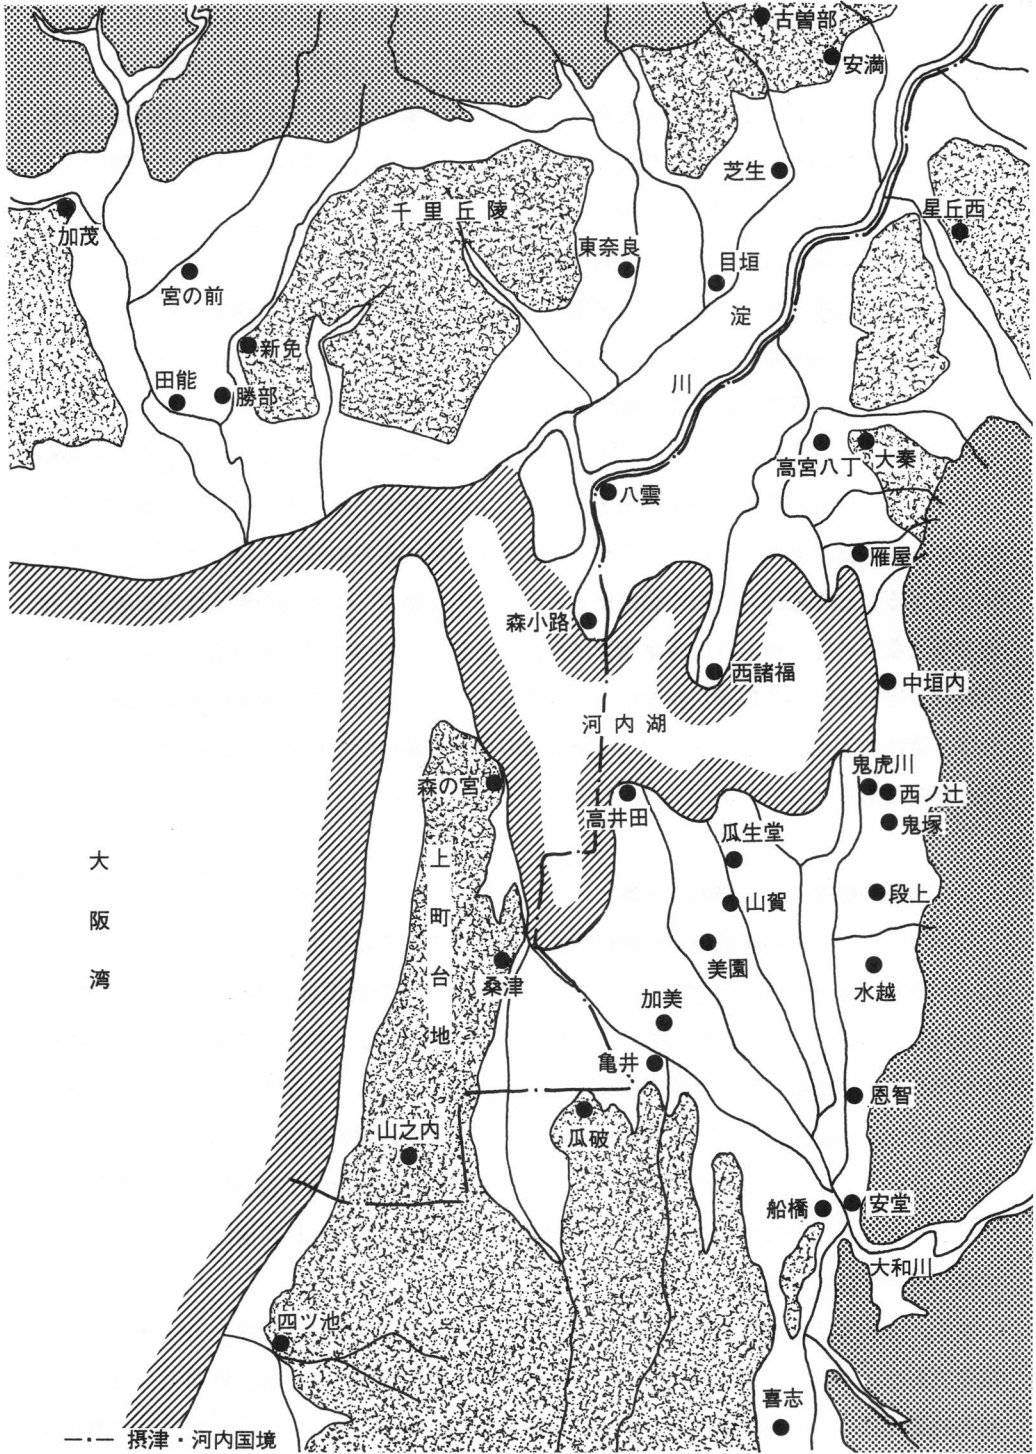 古曽部
安満
芝生
千里丘陵
加茂
星丘西
東奈良
目垣
宮の前
淀川
新免
田能
勝部
高宮八丁
大秦
八雲
雁屋
森小路
西諸福
中垣内
河内湖
鬼虎川
森の宮
西ノ辻
高井田
鬼塚
瓜生堂
大阪湾
上町台地
段上
山賀
美園
桑津
水越
加美
亀井
恩智
山之内
瓜破
船橋
安堂
大和川
四ツ池
喜志
—・— 摂津・河内国境